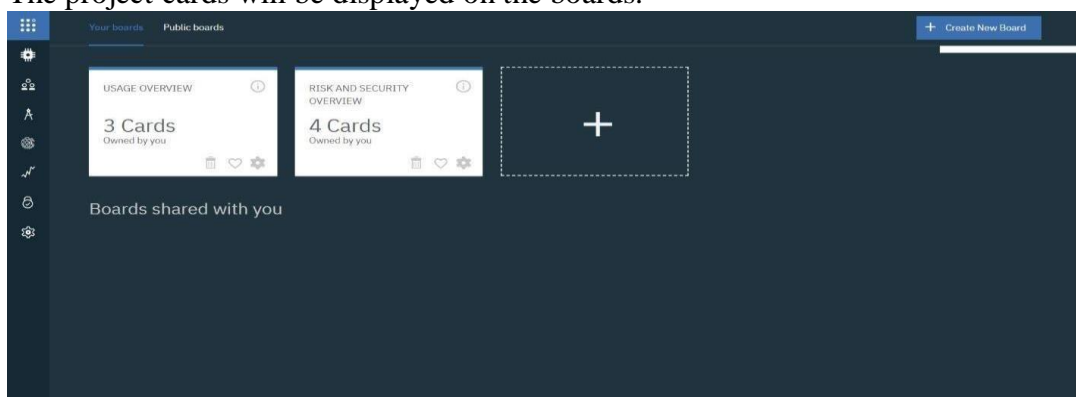 The project cards will be displayed on the boards.
Your boards Public boards + Create New Board
USAGE OVERVIEW
3 Cards
Owned by you
RISK AND SECURITY
OVERVIEW
4 Cards
Owned by you
Boards shared with you